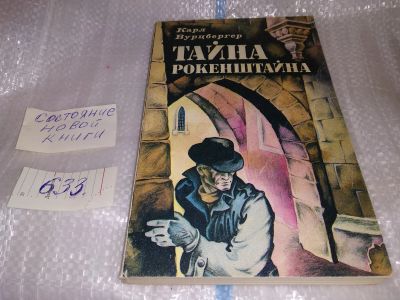 Карл
Вурцбергер
ТАЙНА
РОКЕНШТАЙНА
состояние
новой
книги
633